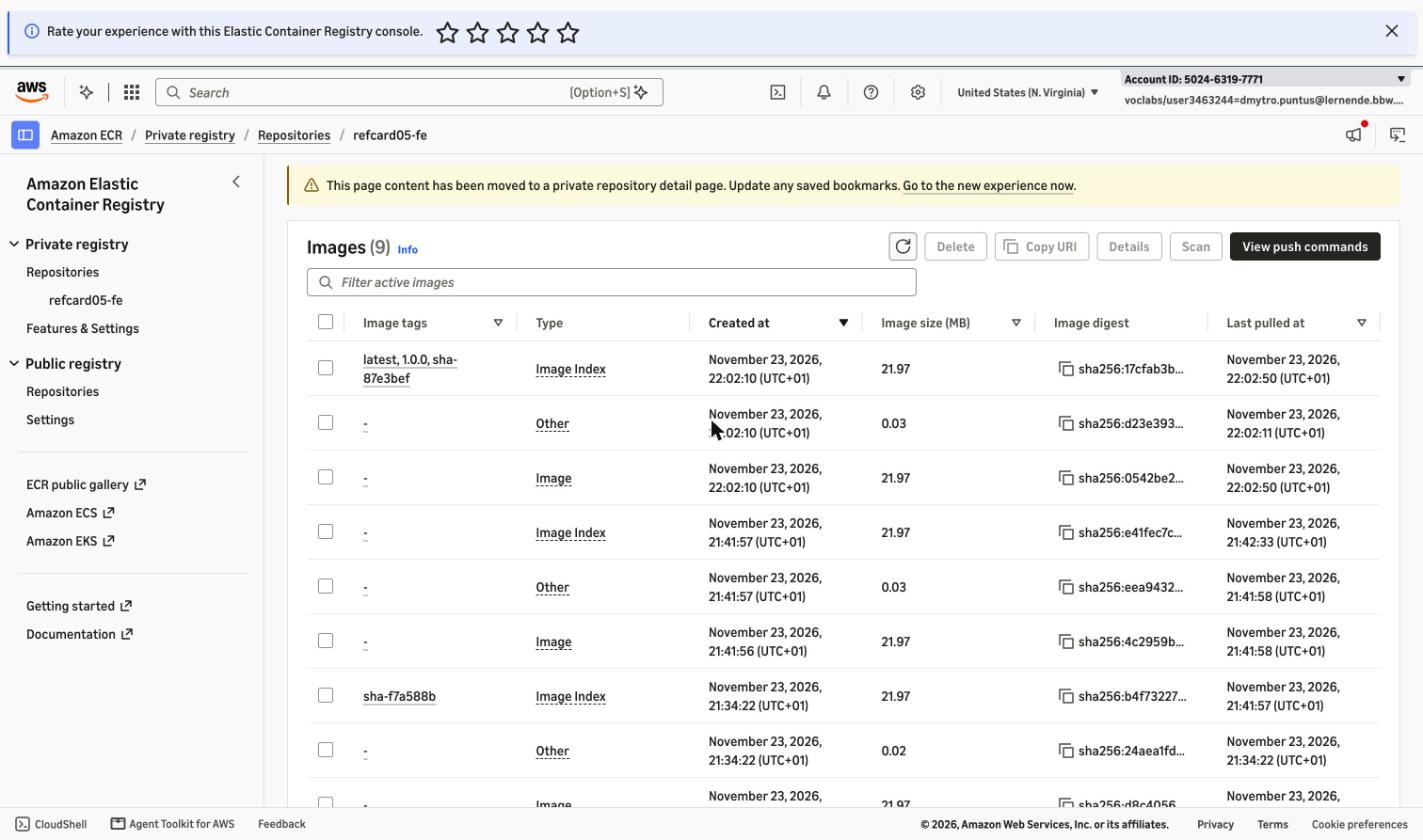 Rate your experience with this Elastic Container Registry console.
aws
Search
[Option+S]
United States (N. Virginia)
Account ID: 5024-6319-7771
voclabs/user3463244=dmytro.puntus@lernende.bbw....
Amazon ECR / Private registry / Repositories / refcard05-fe
Amazon Elastic
Container Registry
Private registry
Repositories
refcard05-fe
Features & Settings
Public registry
Repositories
Settings
ECR public gallery
Amazon ECS
Amazon EKS
Getting started
Documentation
This page content has been moved to a private repository detail page. Update any saved bookmarks. Go to the new experience now.
Images (9) Info
Delete
Copy URI
Details
Scan
View push commands
Filter active images
Image tags Type Created at Image size (MB) Image digest Last pulled at
latest, 1.0.0, sha-
87e3bef
Image Index
November 23, 2026,
22:02:10 (UTC+01)
21.97
sha256:17cfab3b...
November 23, 2026,
22:02:50 (UTC+01)
-
Other
November 23, 2026,
:02:10 (UTC+01)
0.03
sha256:d23e393...
November 23, 2026,
22:02:11 (UTC+01)
-
Image
November 23, 2026,
22:02:10 (UTC+01)
21.97
sha256:0542be2...
November 23, 2026,
22:02:50 (UTC+01)
-
Image Index
November 23, 2026,
21:41:57 (UTC+01)
21.97
sha256:e41fec7c...
November 23, 2026,
21:42:33 (UTC+01)
-
Other
November 23, 2026,
21:41:57 (UTC+01)
0.03
sha256:eea9432...
November 23, 2026,
21:41:58 (UTC+01)
-
Image
November 23, 2026,
21:41:56 (UTC+01)
21.97
sha256:4c2959b...
November 23, 2026,
21:41:58 (UTC+01)
sha-f7a588b
Image Index
November 23, 2026,
21:34:22 (UTC+01)
21.97
sha256:b4f73227...
November 23, 2026,
21:41:57 (UTC+01)
-
Other
November 23, 2026,
21:34:22 (UTC+01)
0.02
sha256:24aea1fd...
November 23, 2026,
21:34:22 (UTC+01)
-
Image
November 23, 2026,
21.97
sha256:d8c4056...
November 23, 2026,
CloudShell
Agent Toolkit for AWS
Feedback
© 2026, Amazon Web Services, Inc. or its affiliates.
Privacy
Terms
Cookie preferences